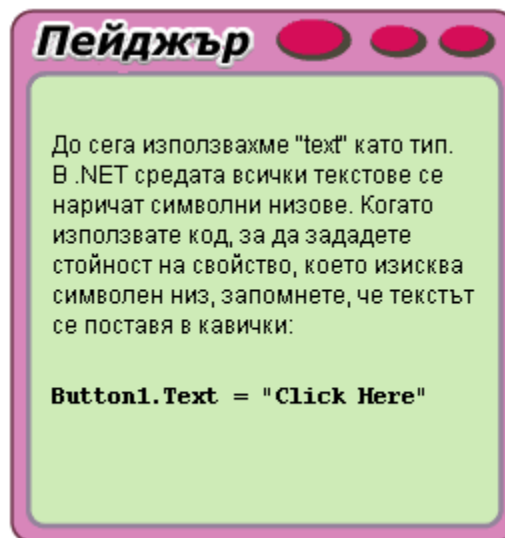 Пейджър
До сега използвахме "text" като тип.
В .NET средата всички текстове се
наричат символни низове. Когато
използвате код, за да зададете
стойност на свойство, което изисква
символен низ, запомнете, че текстът
се поставя в кавички:
Button1.Text = "Click Here"